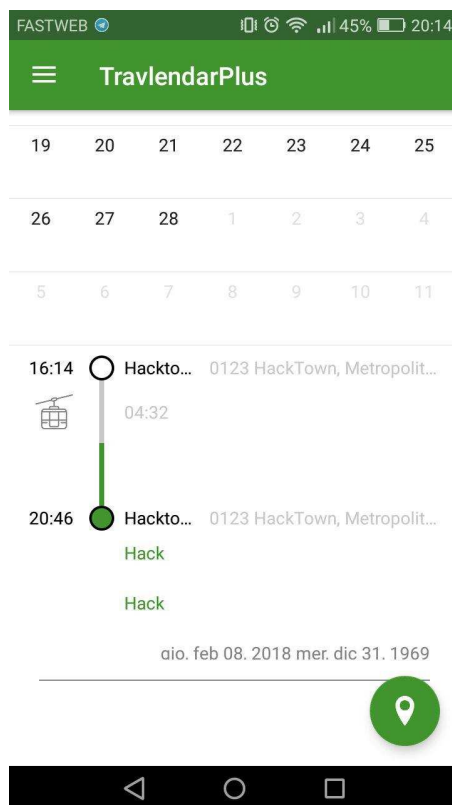 FASTWEB 45% 20:14
TravlendarPlus
19 20 21 22 23 24 25
26 27 28 1 2 3 4
5 6 7 8 9 10 11
16:14 Hackto... 0123 HackTown, Metropolit...
04:32
20:46 Hackto... 0123 HackTown, Metropolit...
Hack
Hack
gio. feb 08. 2018 mer. dic 31. 1969